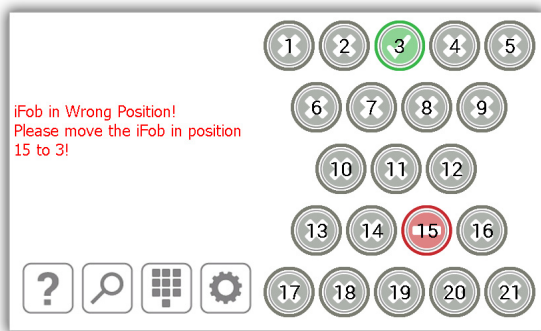 iFob in Wrong Position!
Please move the iFob in position
15 to 3!
1 2 3 4 5
6 7 8 9
10 11 12
13 14 15 16
17 18 19 20 21
?